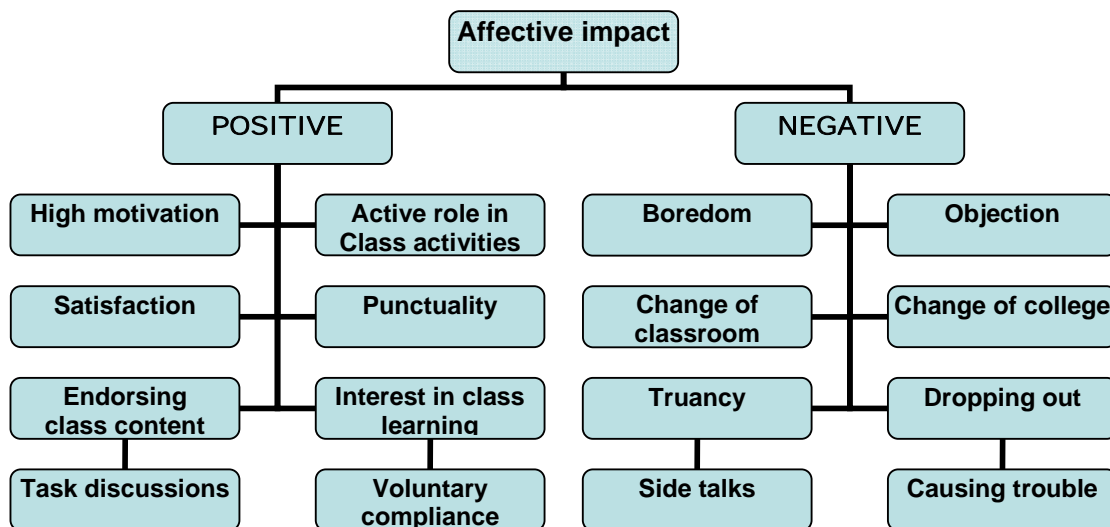 Affective impact
POSITIVE
NEGATIVE
High motivation
Active role in
Class activities
Boredom
Objection
Satisfaction
Punctuality
Change of
classroom
Change of college
Endorsing
class content
Interest in class
learning
Truancy
Dropping out
Task discussions
Voluntary
compliance
Side talks
Causing trouble